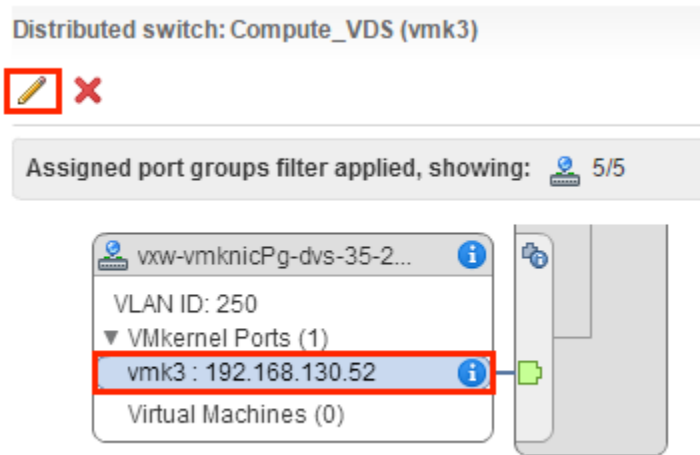 Distributed switch: Compute_VDS (vmk3)
Assigned port groups filter applied, showing: 5/5
vxw-vmknicPg-dvs-35-2...
VLAN ID: 250
VMkernel Ports (1)
vmk3 : 192.168.130.52
Virtual Machines (0)